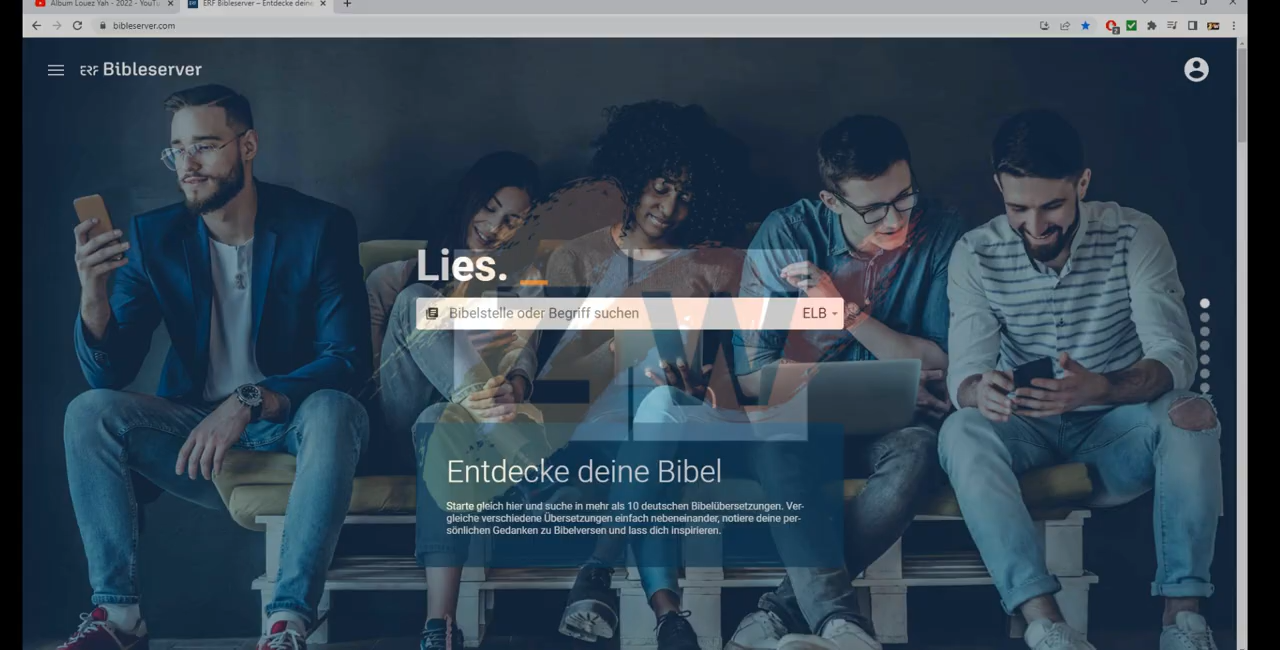 Album Louez Yah - 2022 - YouTu
ERF Bibleserver – Entdecke deine
bibleserver.com
ERF Bibleserver
Lies.
Bibelstelle oder Begriff suchen
ELB
EW
Entdecke deine Bibel
Starte gleich hier und suche in mehr als 10 deutschen Bibelübersetzungen. Ver-
gleiche verschiedene Übersetzungen einfach nebeneinander, notiere deine per-
sönlichen Gedanken zu Bibelversen und lass dich inspirieren.